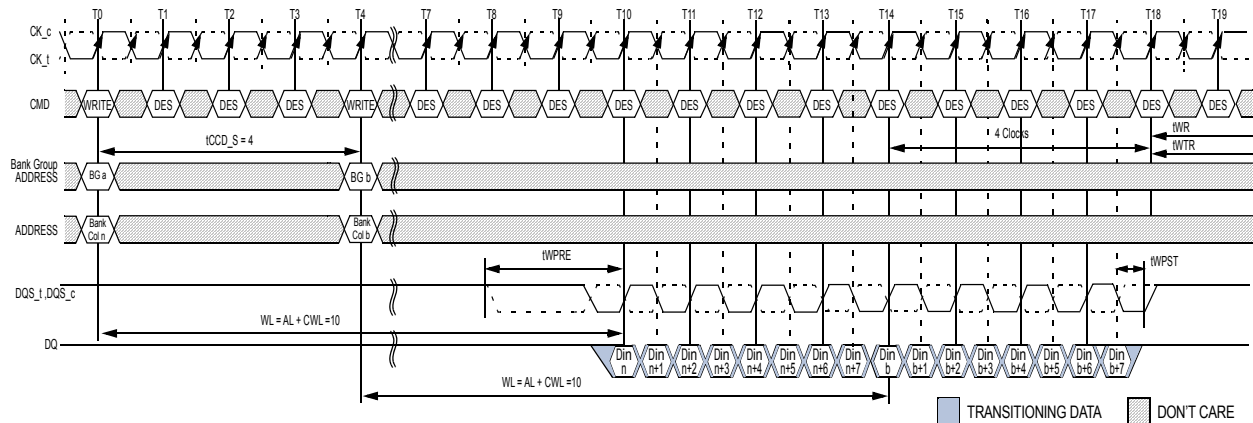 T0 T1 T2 T3 T4 T7 T8 T9 T10 T11 T12 T13 T14 T15 T16 T17 T18 T19
CK_c
CK_t
CMD WRITE DES DES DES WRITE DES DES DES DES DES DES DES DES DES DES DES DES DES
tCCD_S = 4
4 Clocks
tWR
tWTR
Bank Group
ADDRESS
BG a BG b
ADDRESS
Bank
Col n
Bank
Col b
tWPRE
tWPST
DQS_t ,DQS_c
WL = AL + CWL =10
DQ
Din
n
Din
n+1
Din
n+2
Din
n+3
Din
n+4
Din
n+5
Din
n+6
Din
n+7
Din
b
Din
b+1
Din
b+2
Din
b+3
Din
b+4
Din
b+5
Din
b+6
Din
b+7
WL = AL + CWL =10
TRANSITIONING DATA
DON'T CARE